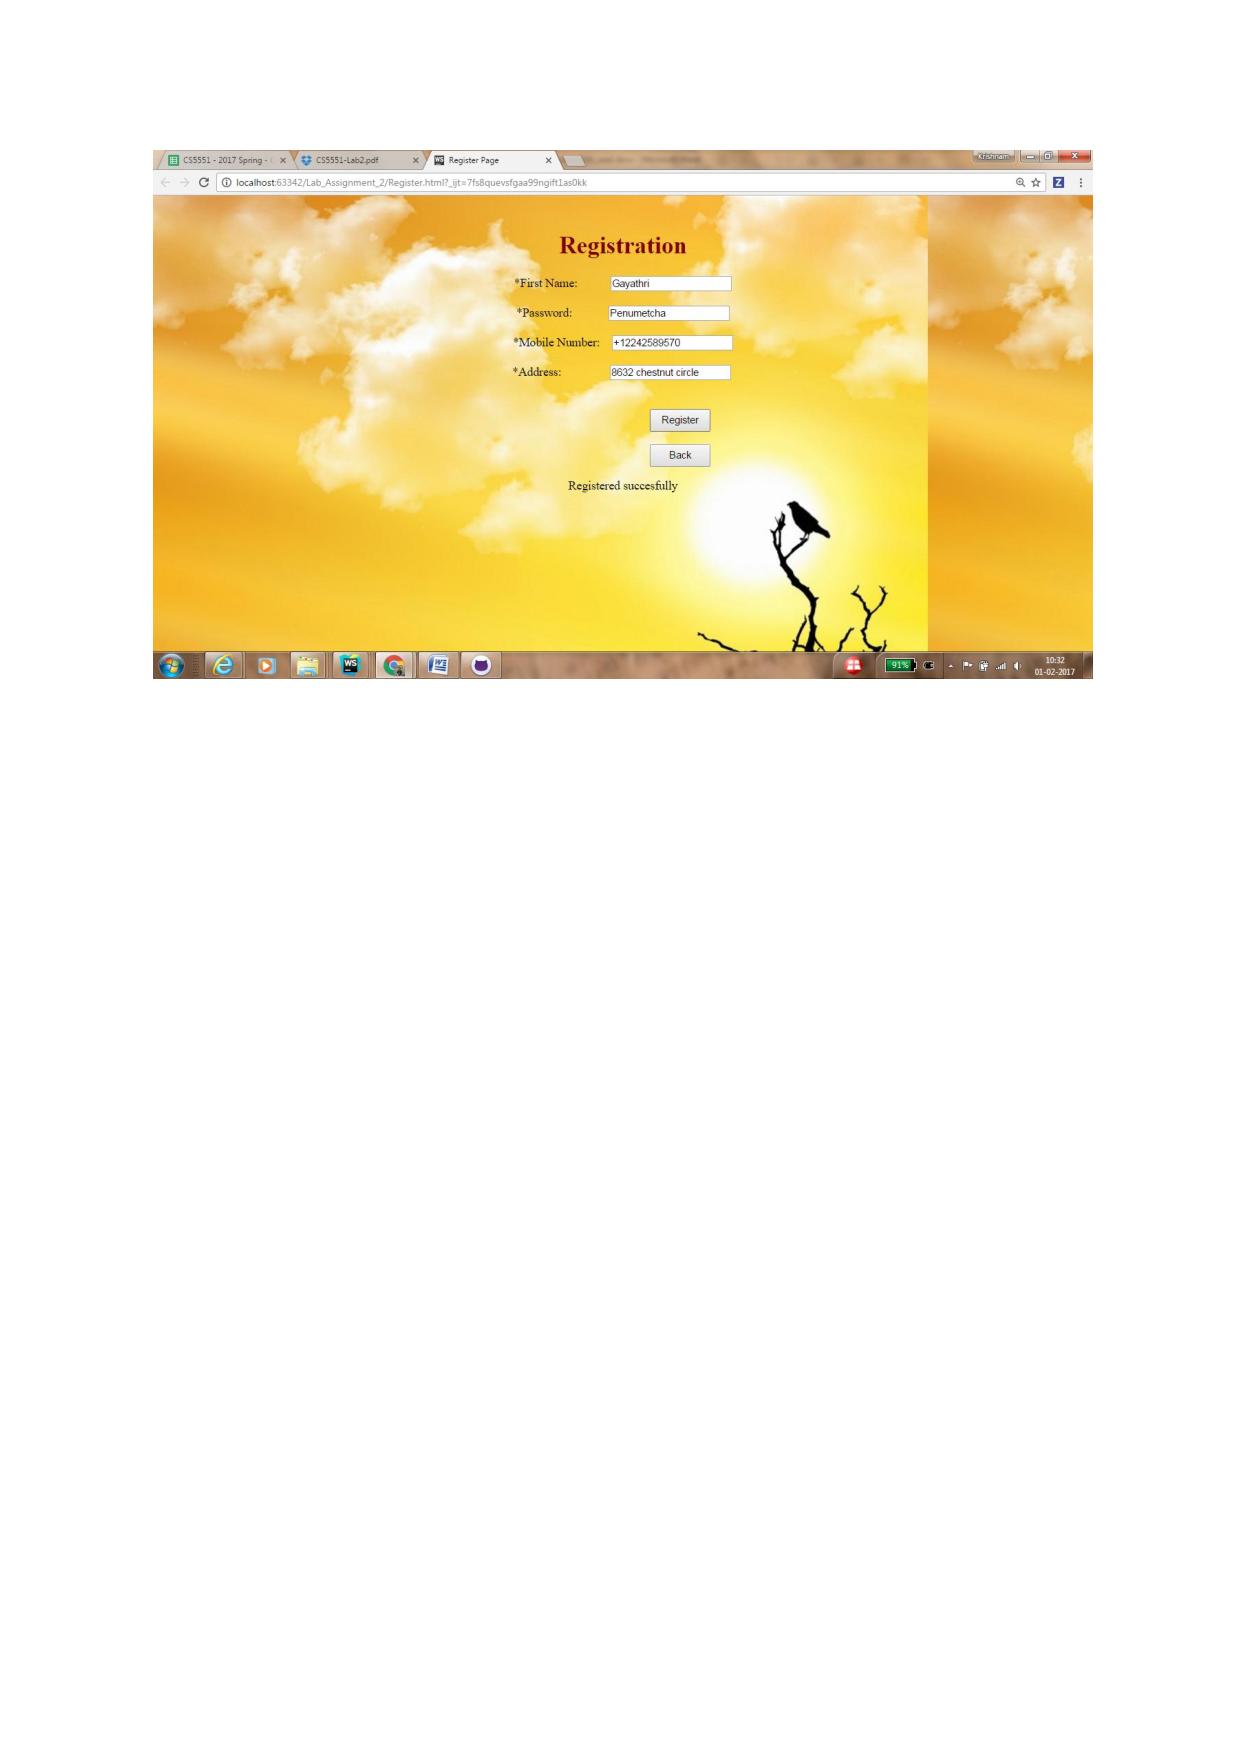 CS5551 - 2017 Spring -
CS5551-Lab2.pdf
Register Page
Krishnam
localhost:63342/Lab_Assignment_2/Register.html?_ijt=7fs8quevsfgaa99ngift1as0kk
Registration
*First Name: Gayathri
*Password: Penumetcha
*Mobile Number: +12242589570
*Address: 8632 chestnut circle
Register
Back
Registered succesfully
91%
10:32
01-02-2017